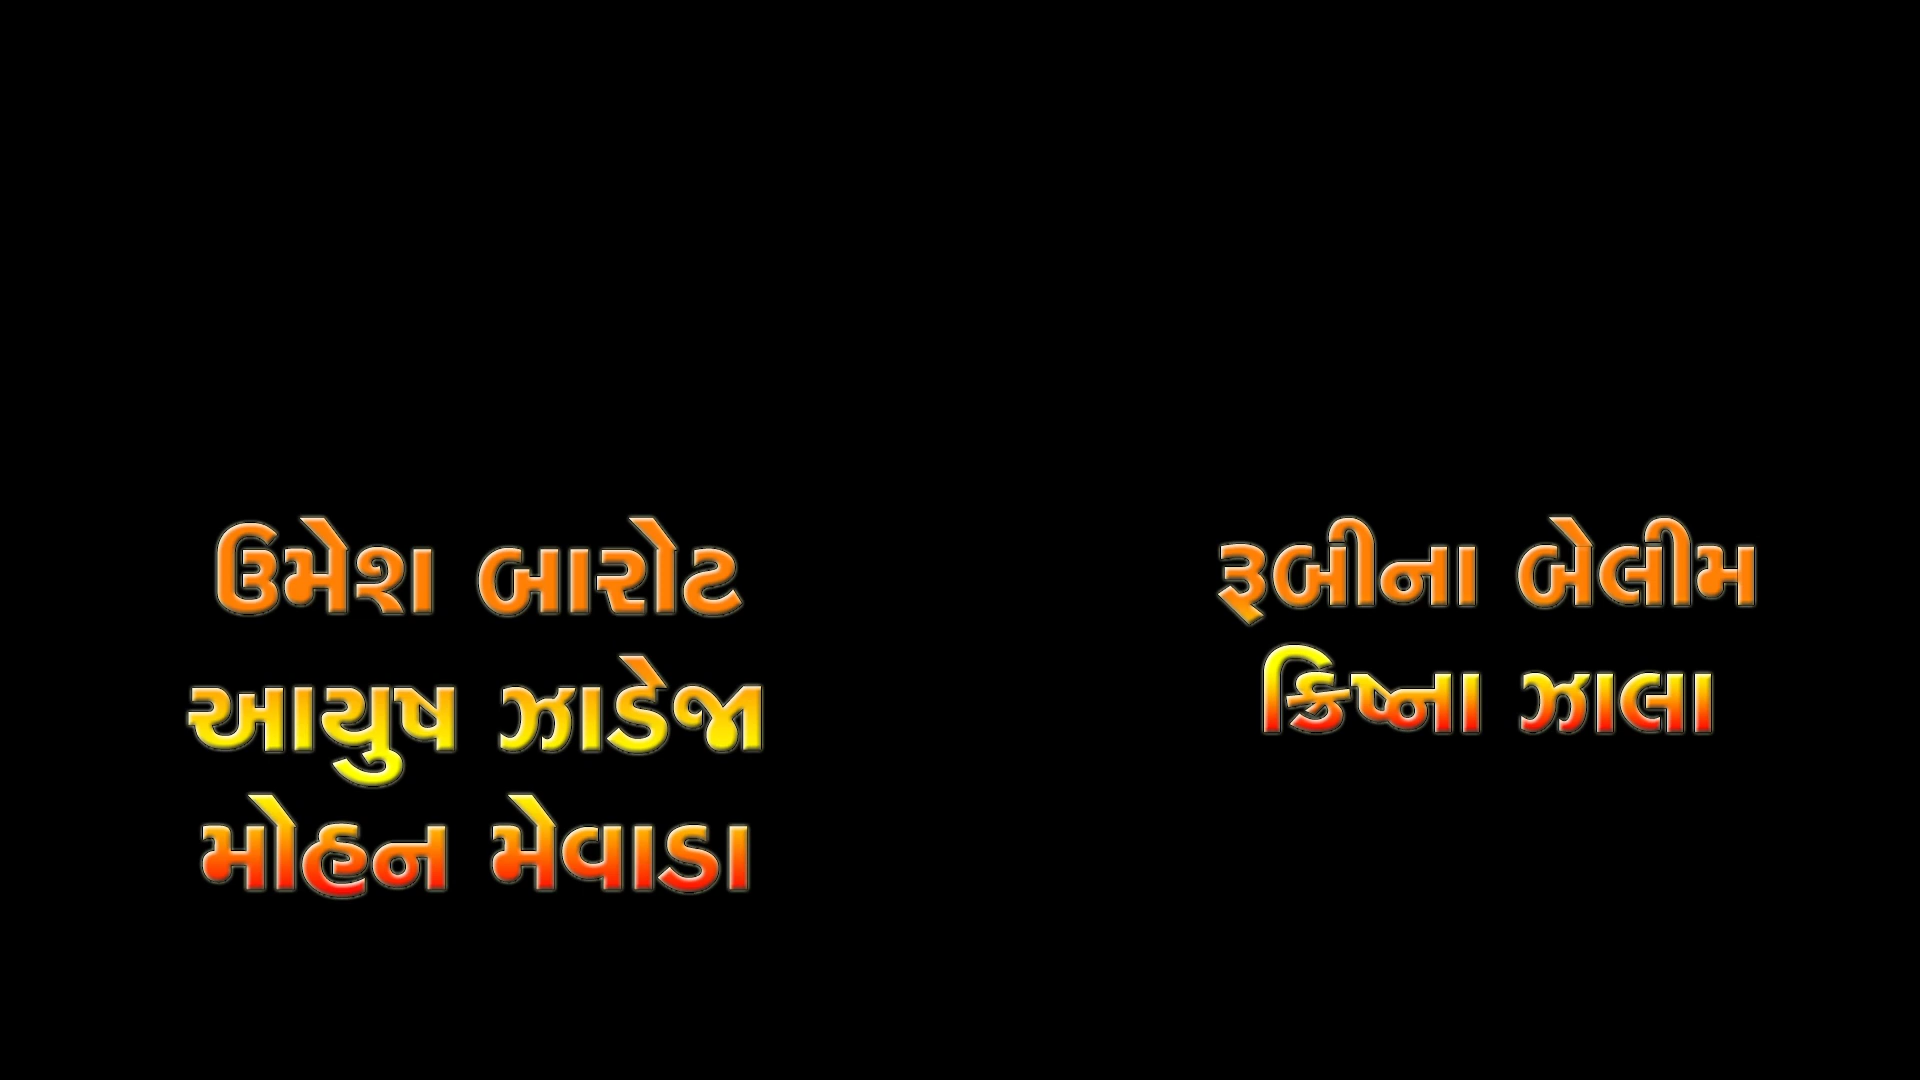 ઉમેશ બારોટ
આયુષ ઝાડેજા
મોહન મેવાડા
રૂબીના બેલીમ
ક્રિષ્ના ઝાલા